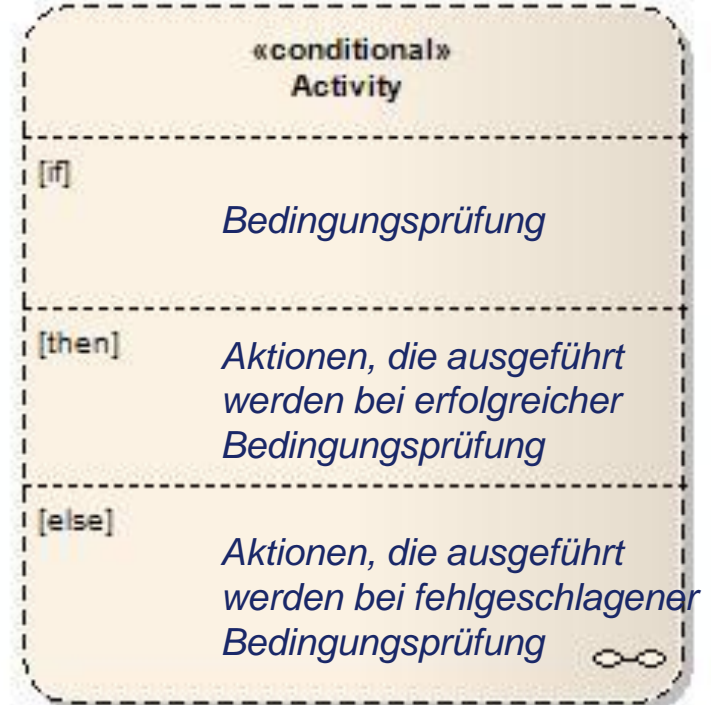 «conditional»
Activity
[if]
Bedingungsprüfung
[then]
Aktionen, die ausgeführt
werden bei erfolgreicher
Bedingungsprüfung
[else]
Aktionen, die ausgeführt
werden bei fehlgeschlagener
Bedingungsprüfung